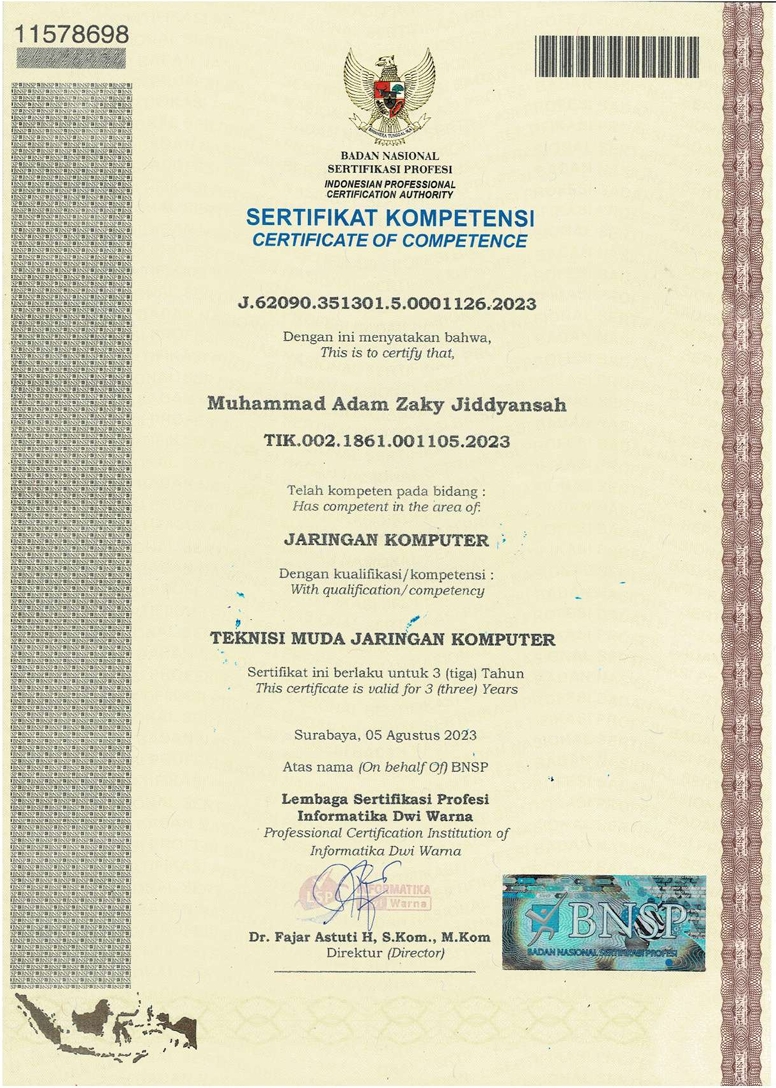 11578698
BHINNEKA TUNGGAL IKA
BADAN NASIONAL
SERTIFIKASI PROFESI
INDONESIAN PROFESSIONAL
CERTIFICATION AUTHORITY
SERTIFIKAT KOMPETENSI
CERTIFICATE OF COMPETENCE
J.62090.351301.5.0001126.2023
Dengan ini menyatakan bahwa,
This is to certify that,
Muhammad Adam Zaky Jiddyansah
TIK.002.1861.001105.2023
Telah kompeten pada bidang :
Has competent in the area of:
JARINGAN KOMPUTER
Dengan kualifikasi/kompetensi :
With qualification/competency
TEKNISI MUDA JARINGAN KOMPUTER
Sertifikat ini berlaku untuk 3 (tiga) Tahun
This certificate is valid for 3 (three) Years
Surabaya, 05 Agustus 2023
Atas nama (On behalf Of) BNSP
Lembaga Sertifikasi Profesi
Informatika Dwi Warna
Professional Certification Institution of
Informatika Dwi Warna
LSP INFORMATIKA
Dwi Warna
Dr. Fajar Astuti H, S.Kom., M.Kom
Direktur (Director)
BNSP
BADAN NASIONAL SERTIFIKASI PROFESI